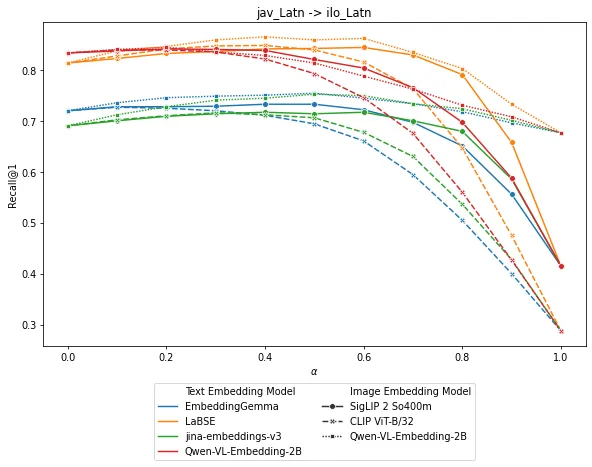 jav_Latn -> ilo_Latn
Recall@1
0.8
0.7
0.6
0.5
0.4
0.3
0.0
0.2
0.4
0.6
0.8
1.0
α
Text Embedding Model
EmbeddingGemma
LaBSE
jina-embeddings-v3
Qwen-VL-Embedding-2B
Image Embedding Model
SigLIP 2 So400m
CLIP ViT-B/32
Qwen-VL-Embedding-2B